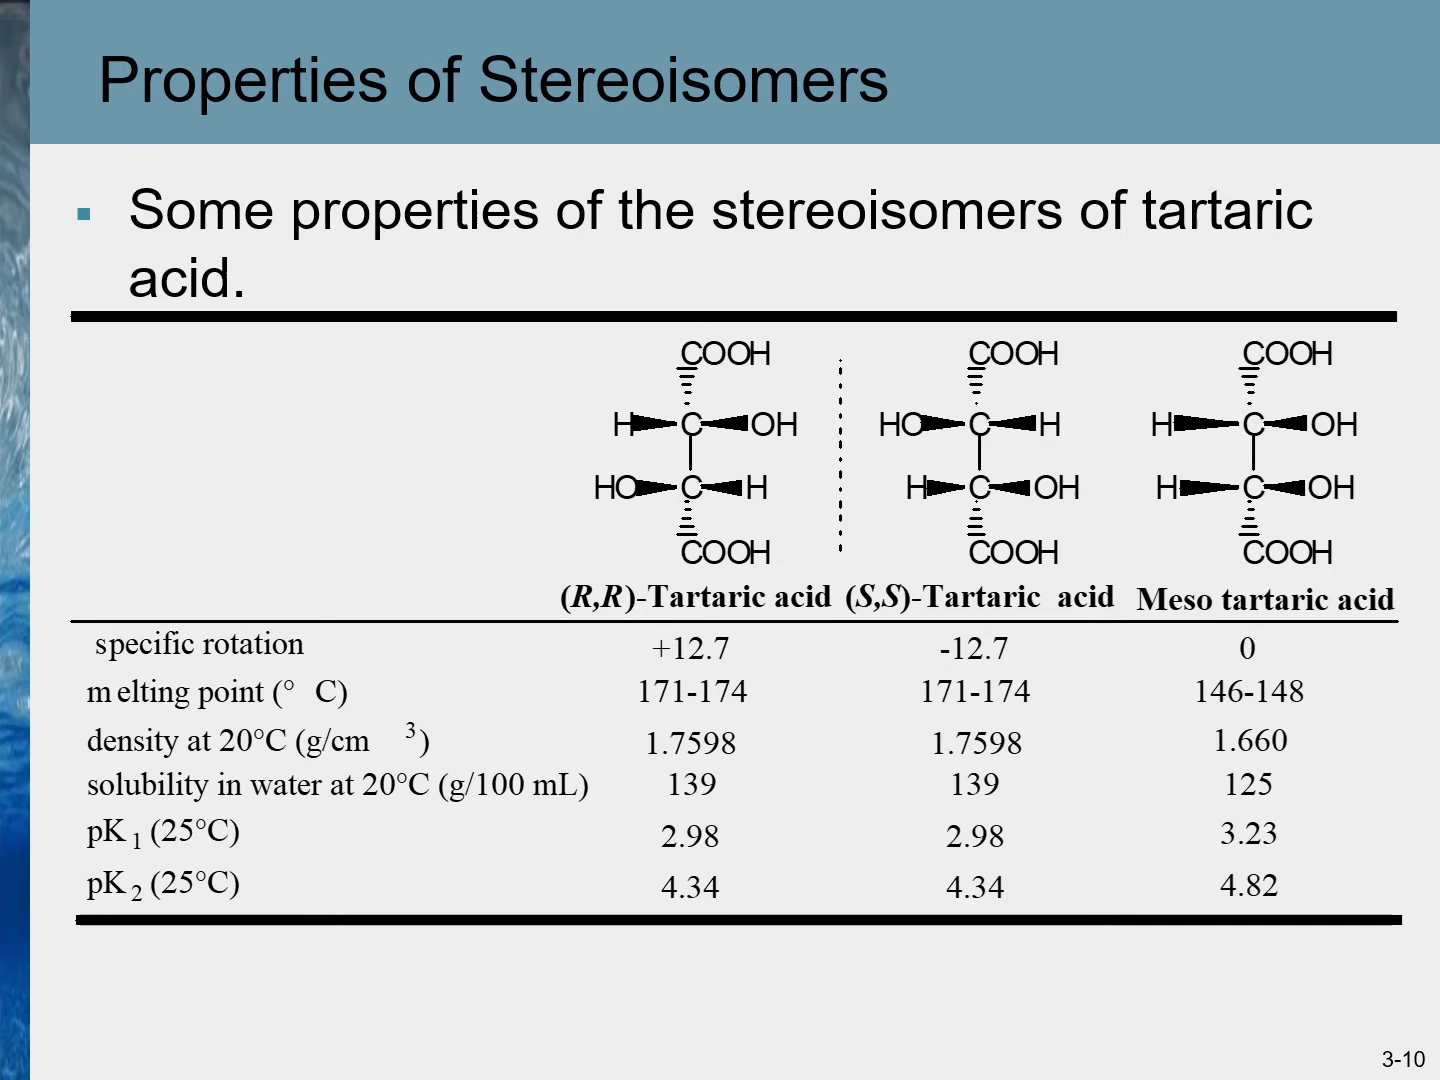 Properties of Stereoisomers
▪ Some properties of the stereoisomers of tartaric
acid.
COOH COOH COOH
H C OH HO C H H C OH
HO C H H C OH H C OH
COOH COOH COOH
(R,R)-Tartaric acid (S,S)-Tartaric acid Meso tartaric acid
specific rotation +12.7 -12.7 0
melting point (° C) 171-174 171-174 146-148
density at 20°C (g/cm 3) 1.7598 1.7598 1.660
solubility in water at 20°C (g/100 mL) 139 139 125
pK 1 (25°C) 2.98 2.98 3.23
pK 2 (25°C) 4.34 4.34 4.82
3-10